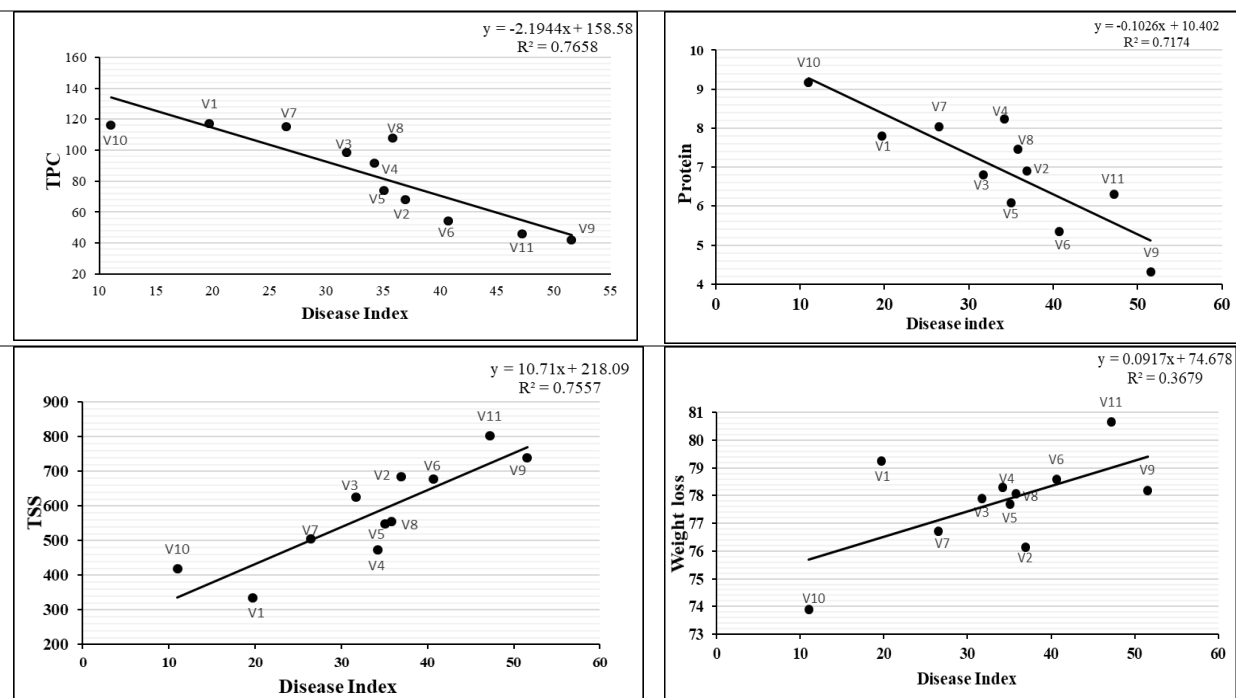 y = -2.1944x + 158.58
R² = 0.7658
160
140
120
100
80
60
40
20
TPC
V10
V1
V7
V3
V8
V4
V5
V2
V6
V11
V9
10
15
20
25
30
35
40
45
50
55
Disease Index
y = -0.1026x + 10.402
R² = 0.7174
10
9
8
7
6
5
4
Protein
V10
V1
V7
V4
V8
V3
V2
V5
V11
V6
V9
0
10
20
30
40
50
60
Disease index
y = 10.71x + 218.09
R² = 0.7557
900
800
700
600
500
400
300
200
TSS
V10
V1
V7
V3
V2
V6
V5
V8
V4
V11
V9
0
10
20
30
40
50
60
Disease Index
y = 0.0917x + 74.678
R² = 0.3679
81
80
79
78
77
76
75
74
73
Weight loss
V11
V1
V6
V9
V4
V8
V3
V5
V7
V2
V10
0
10
20
30
40
50
60
Disease Index